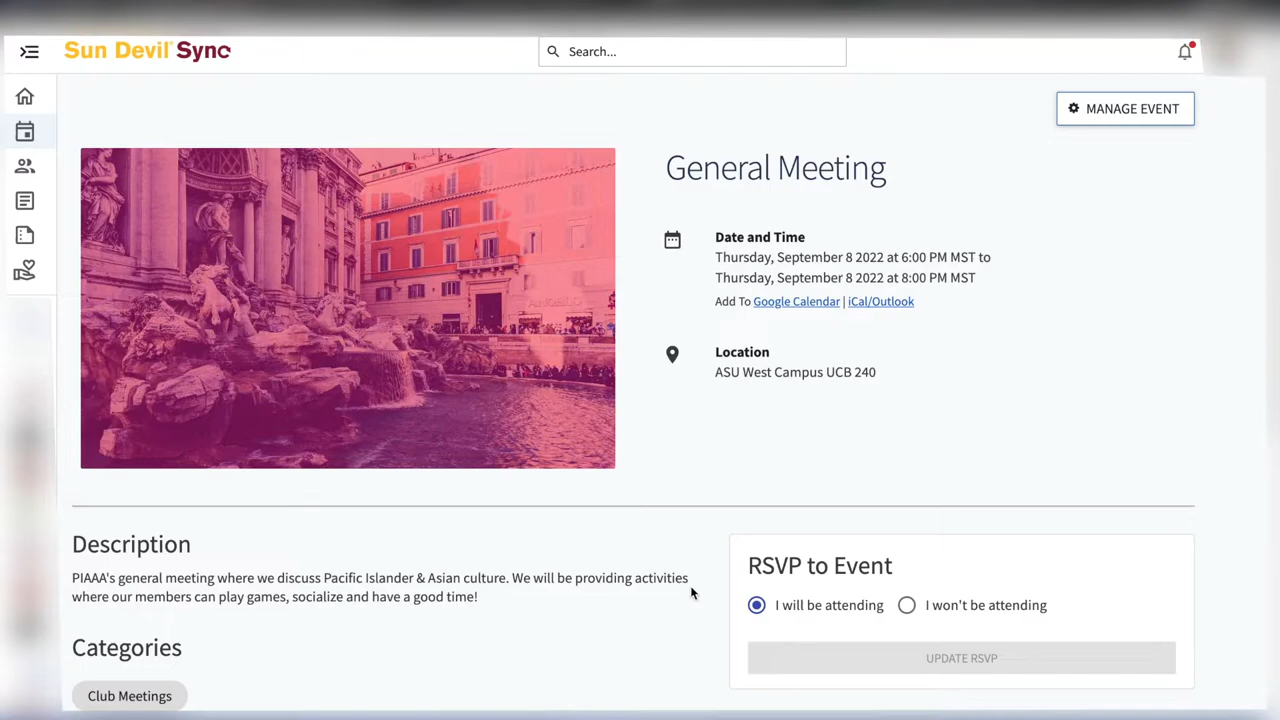 Sun Devil Sync
Search...
MANAGE EVENT
General Meeting
Date and Time
Thursday, September 8 2022 at 6:00 PM MST to
Thursday, September 8 2022 at 8:00 PM MST
Add To Google Calendar | iCal/Outlook
Location
ASU West Campus UCB 240
Description
PIAAA's general meeting where we discuss Pacific Islander & Asian culture. We will be providing activities
where our members can play games, socialize and have a good time!
RSVP to Event
I will be attending
I won't be attending
UPDATE RSVP
Categories
Club Meetings